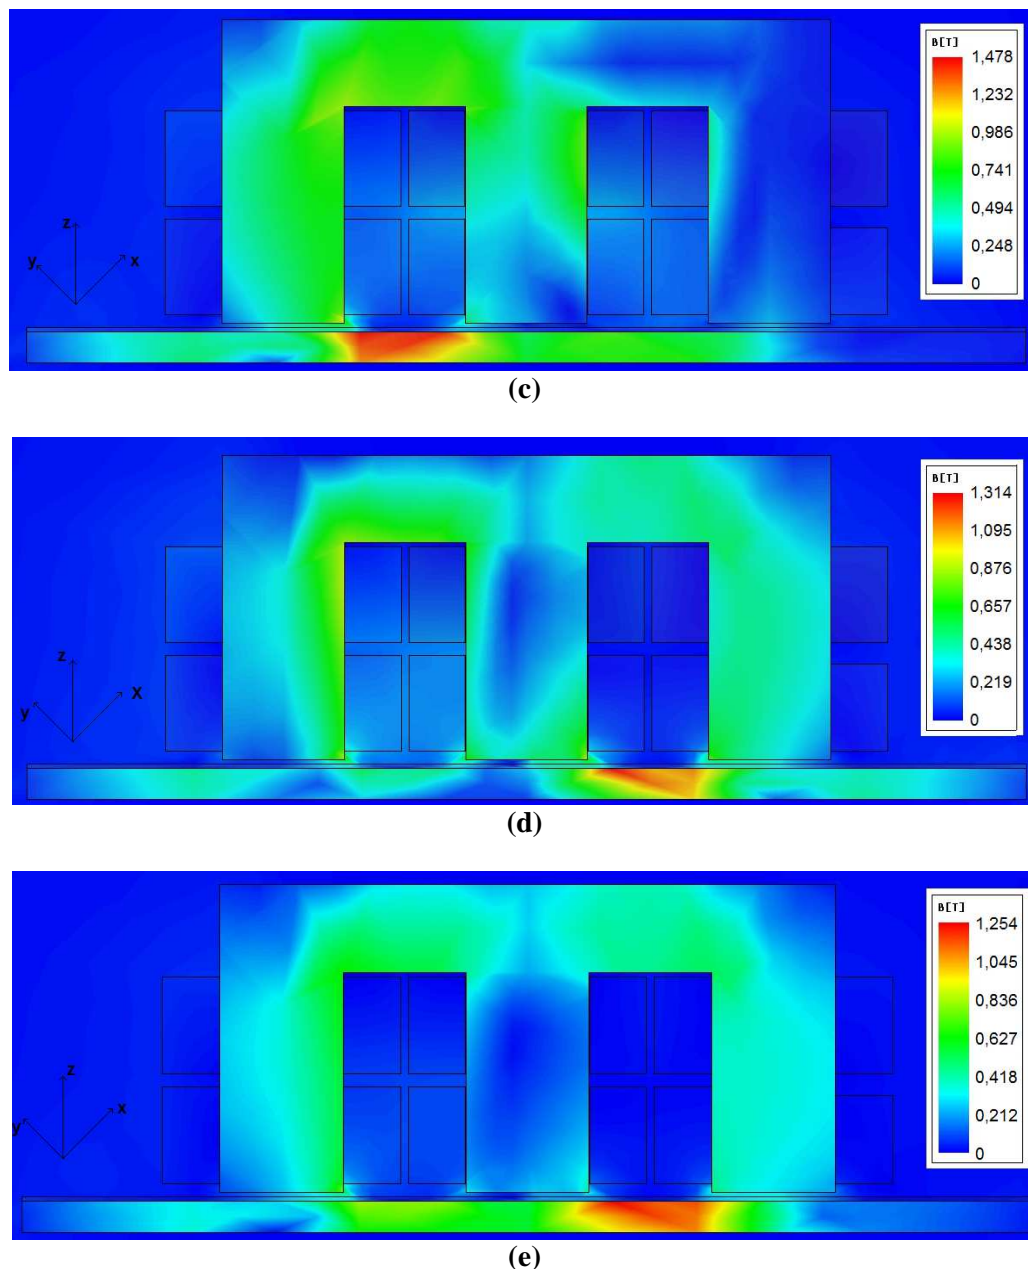 B[T]
1,478
1,232
0,986
0,741
0,494
0,248
0
z
y x
(c)
B[T]
1,314
1,095
0,876
0,657
0,438
0,219
0
z
y X
(d)
B[T]
1,254
1,045
0,836
0,627
0,418
0,212
0
z
y x
(e)